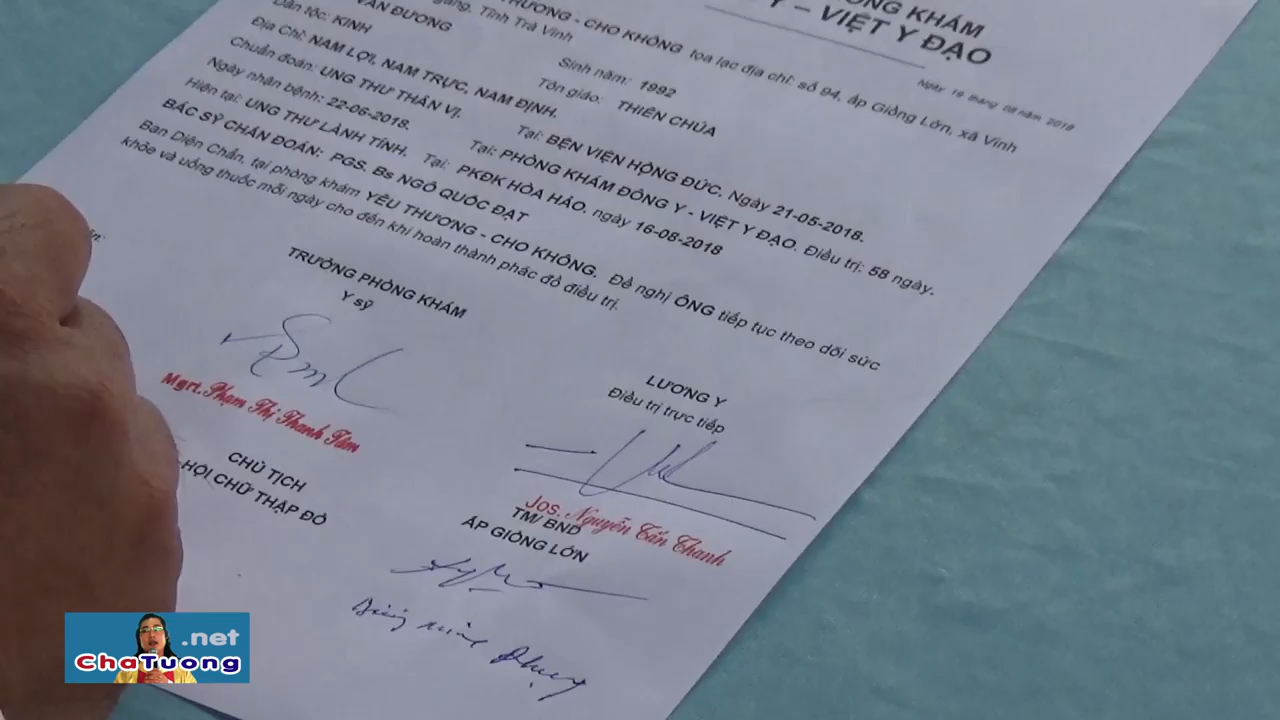 PHÒNG KHÁM
Y – VIỆT Y ĐẠO
Ngày 19 tháng 08 năm 2018
THƯƠNG - CHO KHÔNG tọa lạc địa chỉ: số 94, ấp Giồng Lớn, xã Vinh
Tỉnh Trà Vinh
VĂN ĐƯƠNG Sinh năm: 1992
Dân tộc: KINH Tôn giáo: THIÊN CHÚA
Địa Chỉ: NAM LỢI, NAM TRỰC, NAM ĐỊNH.
Chuẩn đoán: UNG THƯ THÂN VỊ. Tại: BỆN VIỆN HỒNG ĐỨC. Ngày 21-05-2018.
Ngày nhân bệnh: 22-06-2018. Tại: PHÒNG KHÁM ĐÔNG Y - VIỆT Y ĐẠO. Điều trị: 58 ngày.
Hiện tại: UNG THƯ LÀNH TÍNH. Tại: PKĐK HÒA HẢO. ngày 16-08-2018
BÁC SỸ CHẨN ĐOÁN: PGS. Bs NGÔ QUỐC ĐẠT
Ban Diện Chẩn, tại phòng khám YÊU THƯƠNG - CHO KHÔNG. Đề nghị ÔNG tiếp tục theo dõi sức
khỏe và uống thuốc mỗi ngày cho đến khi hoàn thành phác đồ điều trị.
TRƯỞNG PHÒNG KHÁM
Y sỹ
Mgrt. Phạm Thị Thanh Tâm
LƯƠNG Y
Điều trị trực tiếp
Jos. Nguyễn Tấn Thanh
CHỦ TỊCH
HỘI CHỮ THẬP ĐỎ
TM/ BND
ẤP GIỒNG LỚN
ChaTuong.net